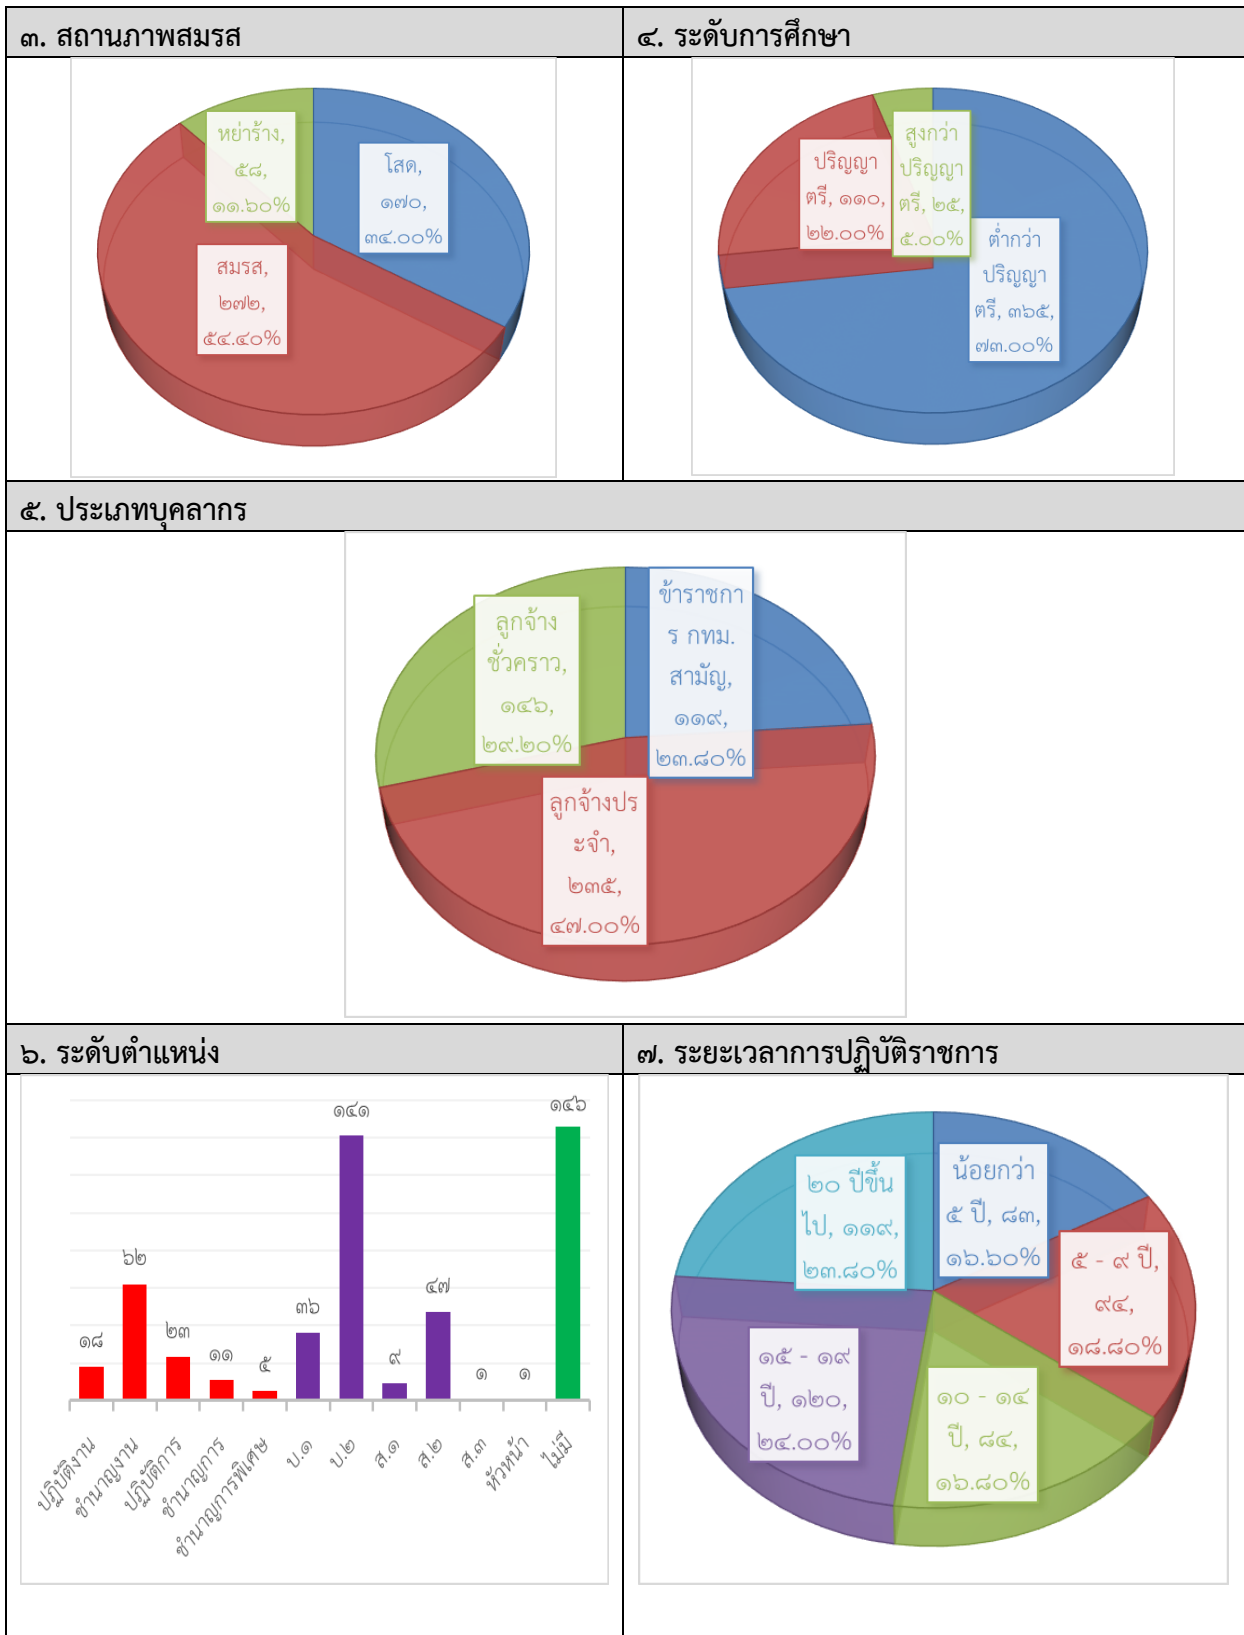 ๓. สถานภาพสมรส
๔. ระดับการศึกษา
หย่าร้าง,
๕๘,
๑๑.๖๐%
โสด,
๑๗๐,
๓๔.๐๐%
สมรส,
๒๗๒,
๕๔.๔๐%
ปริญญา
ตรี, ๑๑๐,
๒๒.๐๐%
สูงกว่า
ปริญญา
ตรี, ๒๕,
๕.๐๐%
ต่ำกว่า
ปริญญา
ตรี, ๓๖๕,
๗๓.๐๐%
๕. ประเภทบุคลากร
ลูกจ้าง
ชั่วคราว,
๑๔๖,
๒๙.๒๐%
ข้าราชกา
ร กทม.
สามัญ,
๑๑๙,
๒๓.๘๐%
ลูกจ้างปร
ะจำ,
๒๓๕,
๔๗.๐๐%
๖. ระดับตำแหน่ง
๗. ระยะเวลาการปฏิบัติราชการ
๑๘
๖๒
๒๓
๑๑
๕
๓๖
๑๔๑
๙
๔๗
๑
๑
๑๔๖
ปฏิบัติงาน
ชำนาญงาน
ปฏิบัติการ
ชำนาญการ
ชำนาญการพิเศษ
บ.๑
บ.๒
ส.๑
ส.๒
ส.๓
หัวหน้า
ไม่มี
๒๐ ปีขึ้น
ไป, ๑๑๙,
๒๓.๘๐%
น้อยกว่า
๕ ปี, ๘๓,
๑๖.๖๐%
๕ - ๙ ปี,
๙๔,
๑๘.๘๐%
๑๕ - ๑๙
ปี, ๑๒๐,
๒๔.๐๐%
๑๐ - ๑๔
ปี, ๘๔,
๑๖.๘๐%